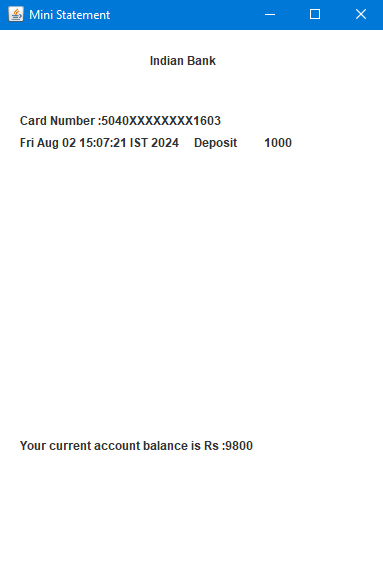 Mini Statement
Indian Bank
Card Number :5040XXXXXXXX1603
Fri Aug 02 15:07:21 IST 2024 Deposit 1000
Your current account balance is Rs :9800